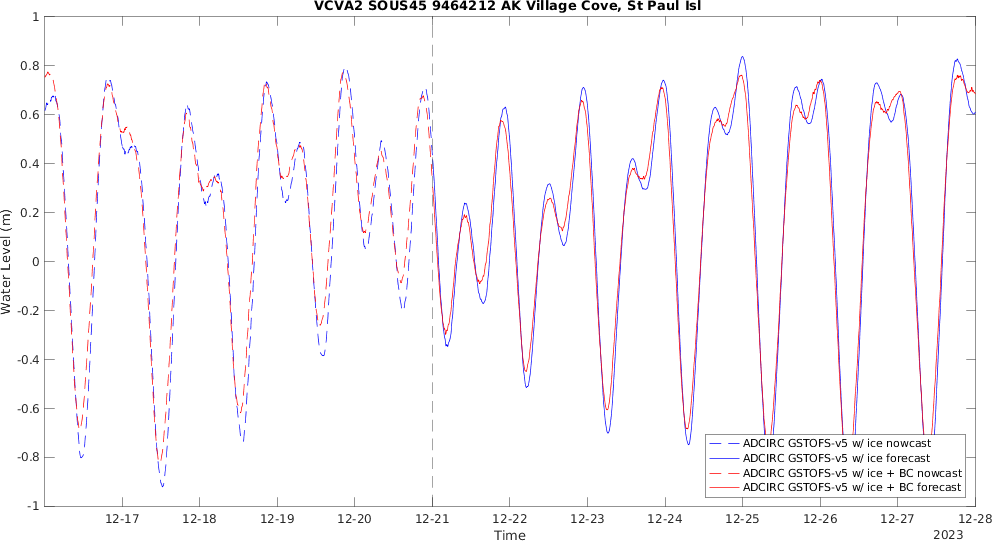 VCVA2 SOUS45 9464212 AK Village Cove, St Paul Isl
1
0.8
0.6
0.4
0.2
0
-0.2
-0.4
-0.6
-0.8
-1
Water Level (m)
ADCIRC GSTOFS-v5 w/ ice nowcast
ADCIRC GSTOFS-v5 w/ ice forecast
ADCIRC GSTOFS-v5 w/ ice + BC nowcast
ADCIRC GSTOFS-v5 w/ ice + BC forecast
12-17 12-18 12-19 12-20 12-21 12-22 12-23 12-24 12-25 12-26 12-27 12-28
Time
2023